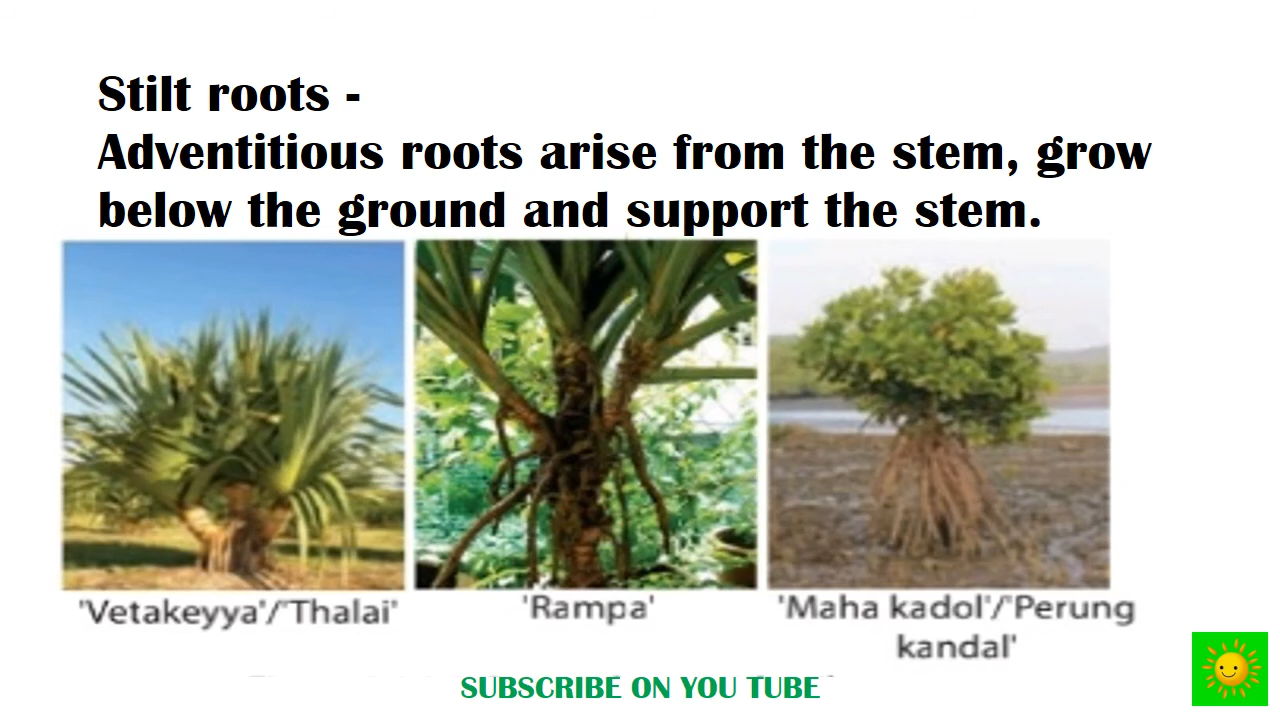 Stilt roots -
Adventitious roots arise from the stem, grow
below the ground and support the stem.
'Vetakeyya'/'Thalai'
'Rampa'
'Maha kadol'/'Perung
kandal'
SUBSCRIBE ON YOU TUBE